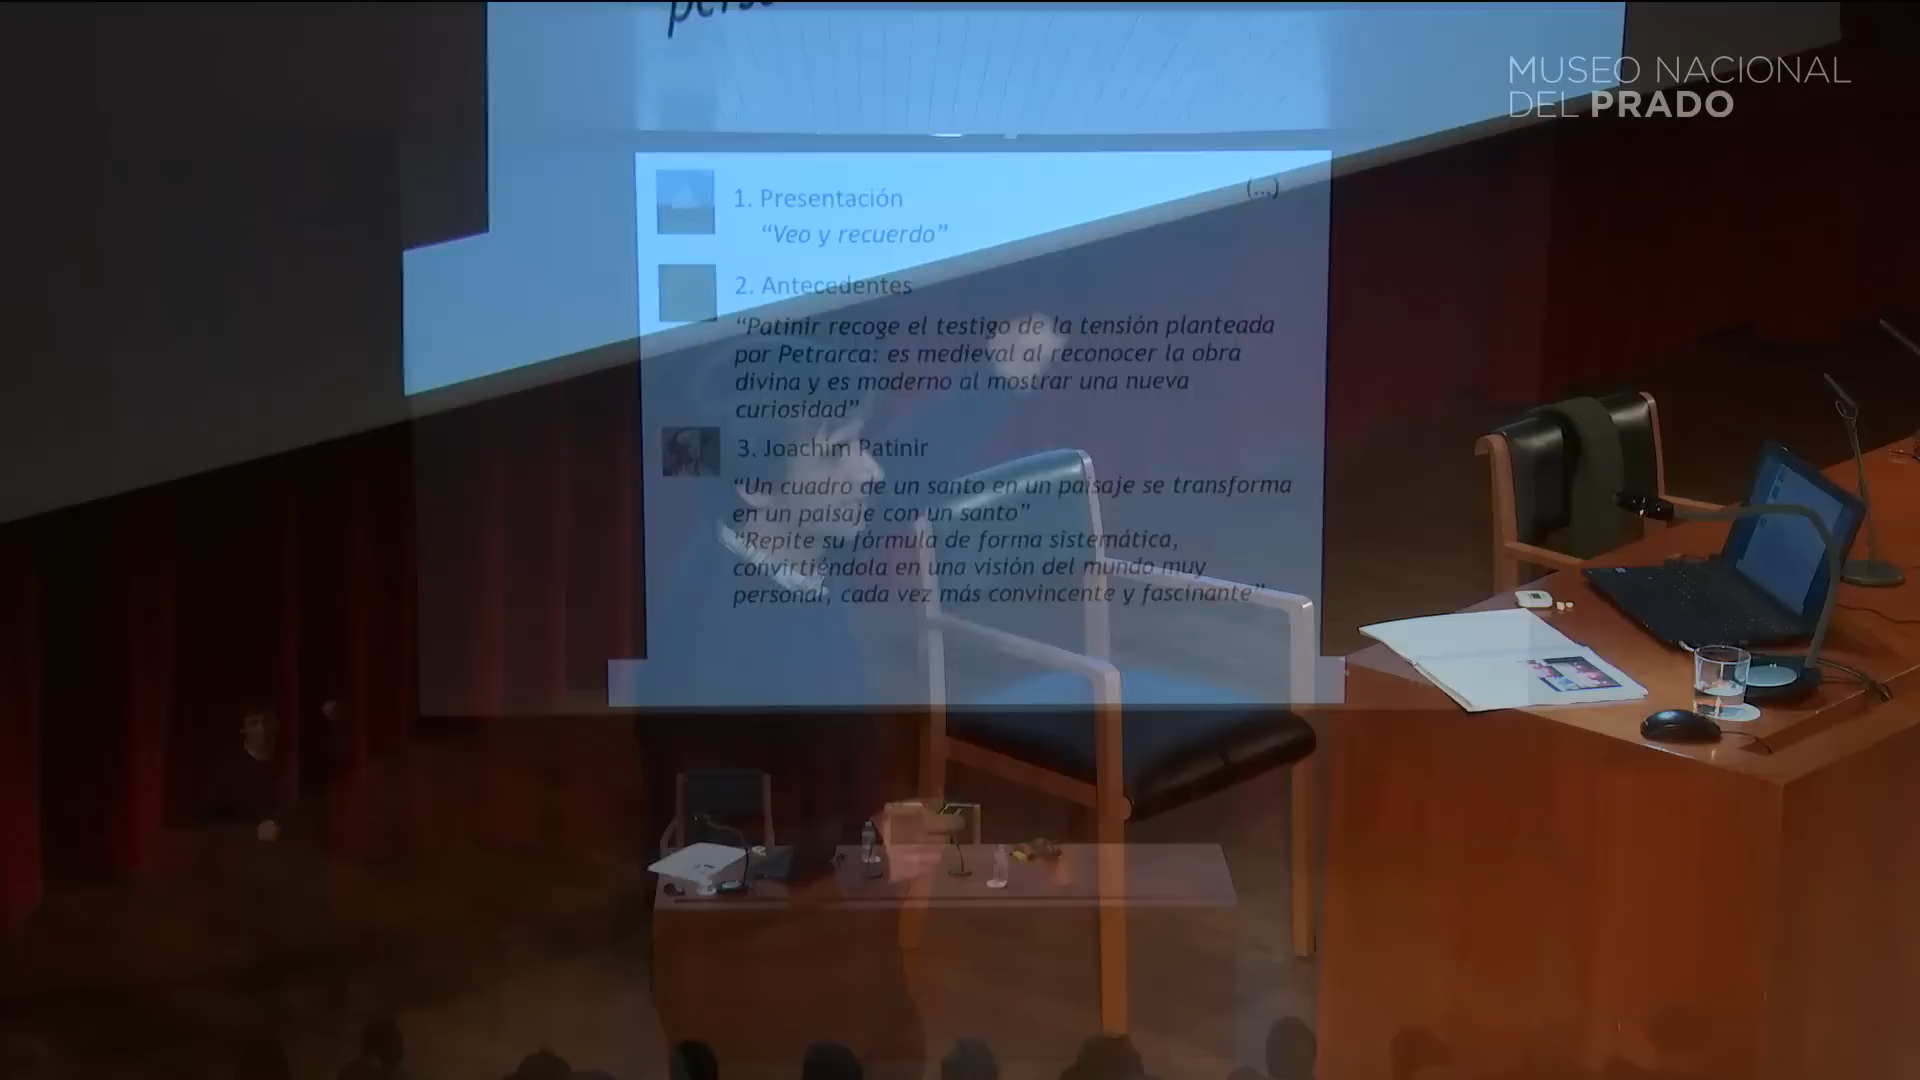 MUSEO NACIONAL
DEL PRADO
(...)
1. Presentación
“Veo y recuerdo”
2. Antecedentes
“Patinir recoge el testigo de la tensión planteada
por Petrarca: es medieval al reconocer la obra
divina y es moderno al mostrar una nueva
curiosidad”
3. Joachim Patinir
“Un cuadro de un santo en un paisaje se transforma
en un paisaje con un santo”
“Repite su fórmula de forma sistemática,
convirtiéndola en una visión del mundo muy
personal, cada vez más convincente y fascinante”